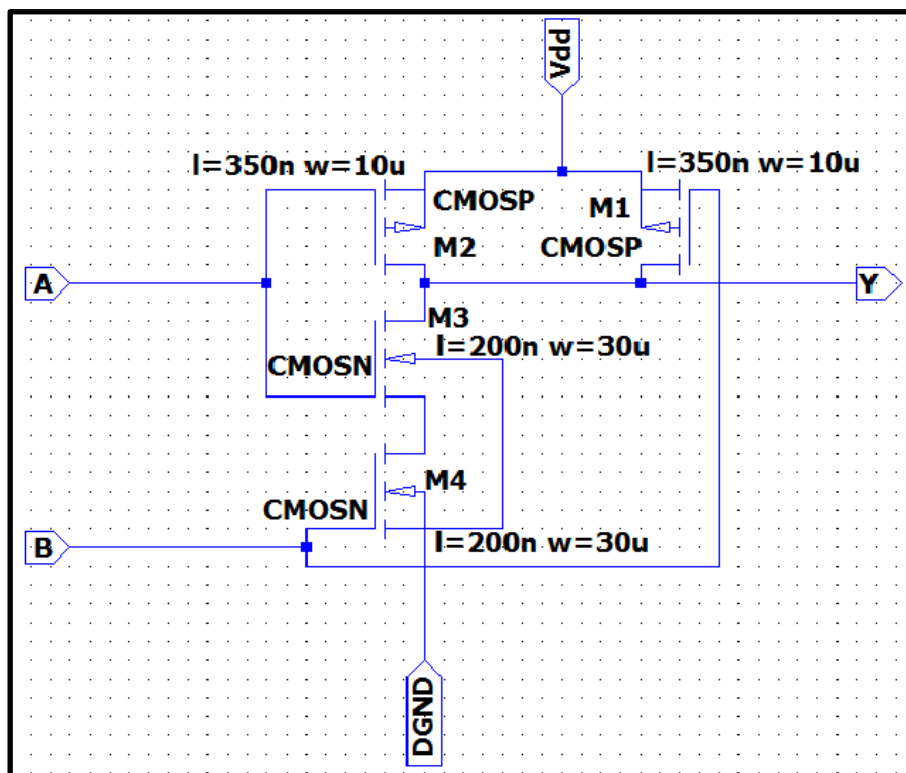 Vdd
l=350n w=10u
l=350n w=10u
CMOSP
M1
M2
CMOSP
A
Y
M3
l=200n w=30u
CMOSN
M4
CMOSN
B
l=200n w=30u
DGND